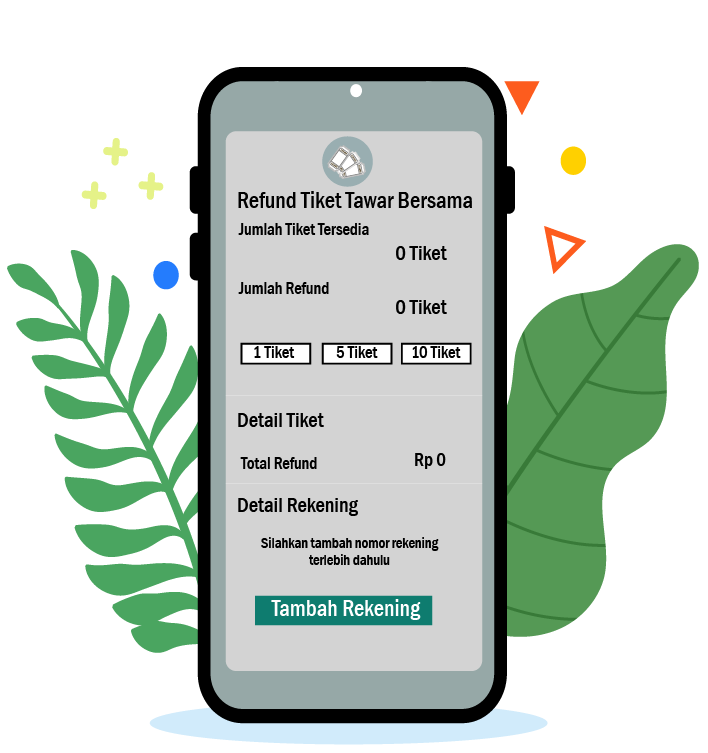 Refund Tiket Tawar Bersama
Jumlah Tiket Tersedia
0 Tiket
Jumlah Refund
0 Tiket
1 Tiket 5 Tiket 10 Tiket
Detail Tiket
Total Refund Rp 0
Detail Rekening
Silahkan tambah nomor rekening
terlebih dahulu
Tambah Rekening